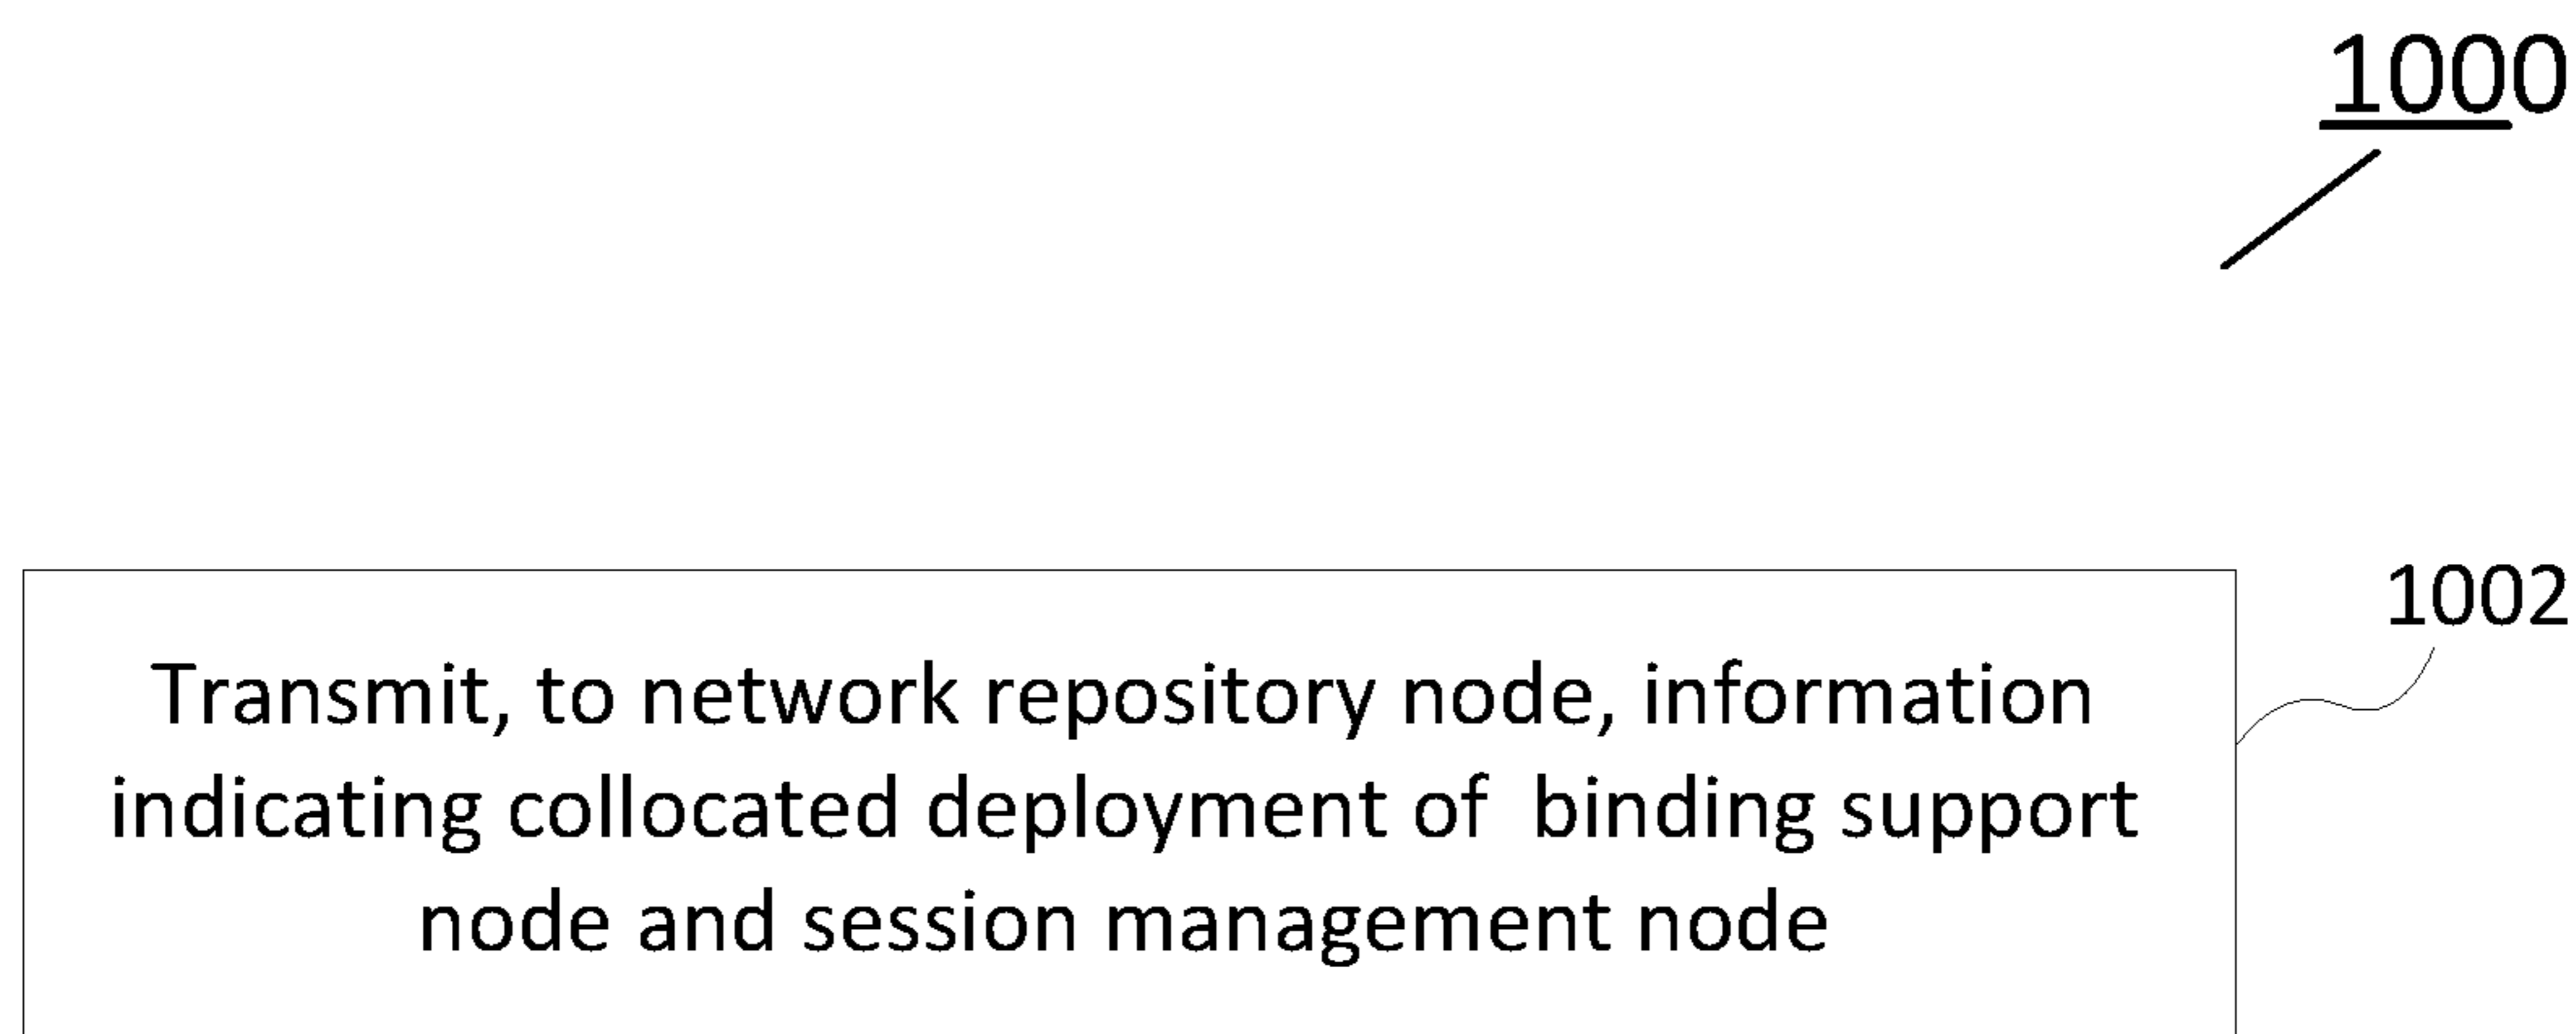 1000
1002
Transmit, to network repository node, information
indicating collocated deployment of binding support
node and session management node